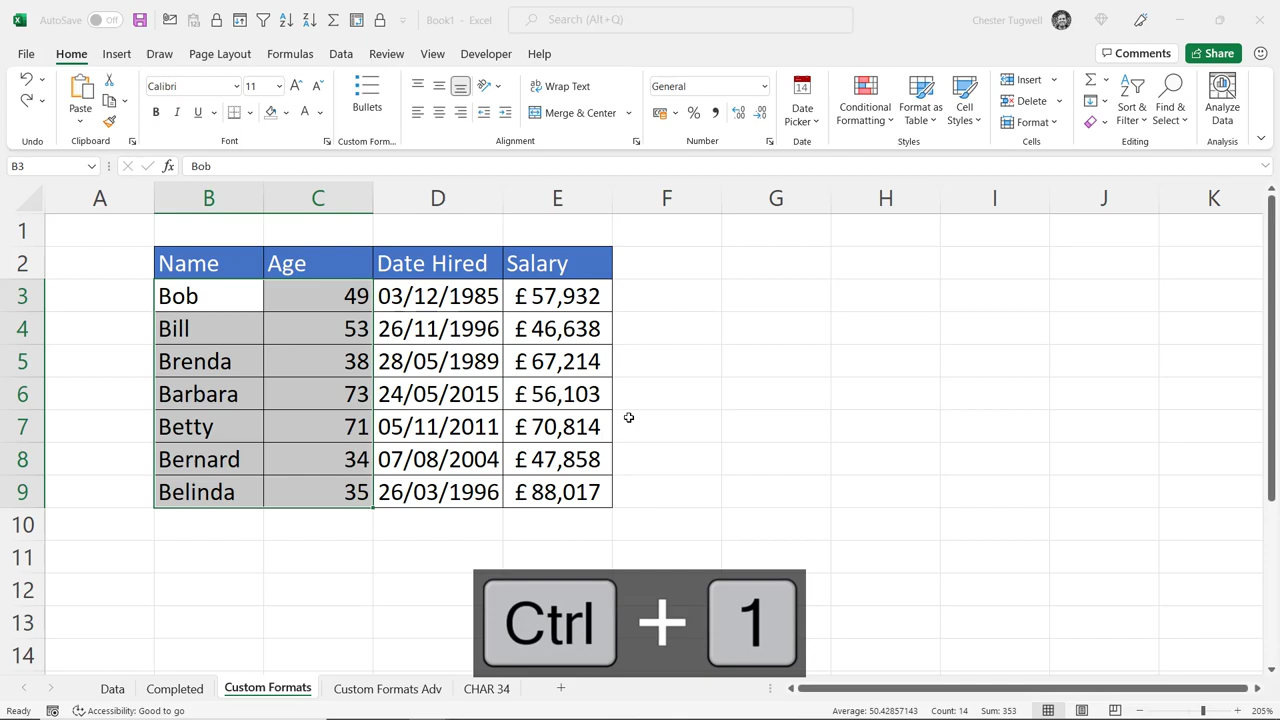 AutoSave Off Book1 - Excel Search (Alt+Q) Chester Tugwell
File Home Insert Draw Page Layout Formulas Data Review View Developer Help Comments Share
Calibri 11 Wrap Text General Insert
Paste Bullets Merge & Center Date Picker Conditional Formatting Format as Table Cell Styles Delete Sort & Filter Find & Select Analyze Data
Format
Undo Clipboard Font Custom Form... Alignment Number Date Styles Cells Editing Analysis
B3 fx Bob
A B C D E F G H I J K
1
2 Name Age Date Hired Salary
3 Bob 49 03/12/1985 £ 57,932
4 Bill 53 26/11/1996 £ 46,638
5 Brenda 38 28/05/1989 £ 67,214
6 Barbara 73 24/05/2015 £ 56,103
7 Betty 71 05/11/2011 £ 70,814
8 Bernard 34 07/08/2004 £ 47,858
9 Belinda 35 26/03/1996 £ 88,017
10
11
12
13
14
Ctrl + 1
Data Completed Custom Formats Custom Formats Adv CHAR 34
Ready Accessibility: Good to go Average: 50.42857143 Count: 14 Sum: 353 205%